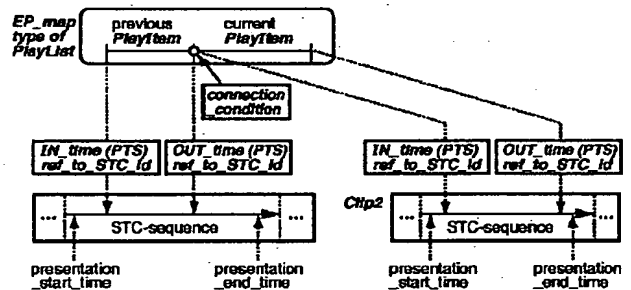 EP_map
type of
PlayList
previous
PlayItem
current
PlayItem
connection
_condition
IN_time (PTS)
ref_to_STC_id
OUT_time (PTS)
ref_to_STC_id
IN_time (PTS)
ref_to_STC_id
OUT_time (PTS)
ref_to_STC_id
...
STC-sequence
...
Clip2
...
STC-sequence
...
presentation
_start_time
presentation
_end_time
presentation
_start_time
presentation
_end_time